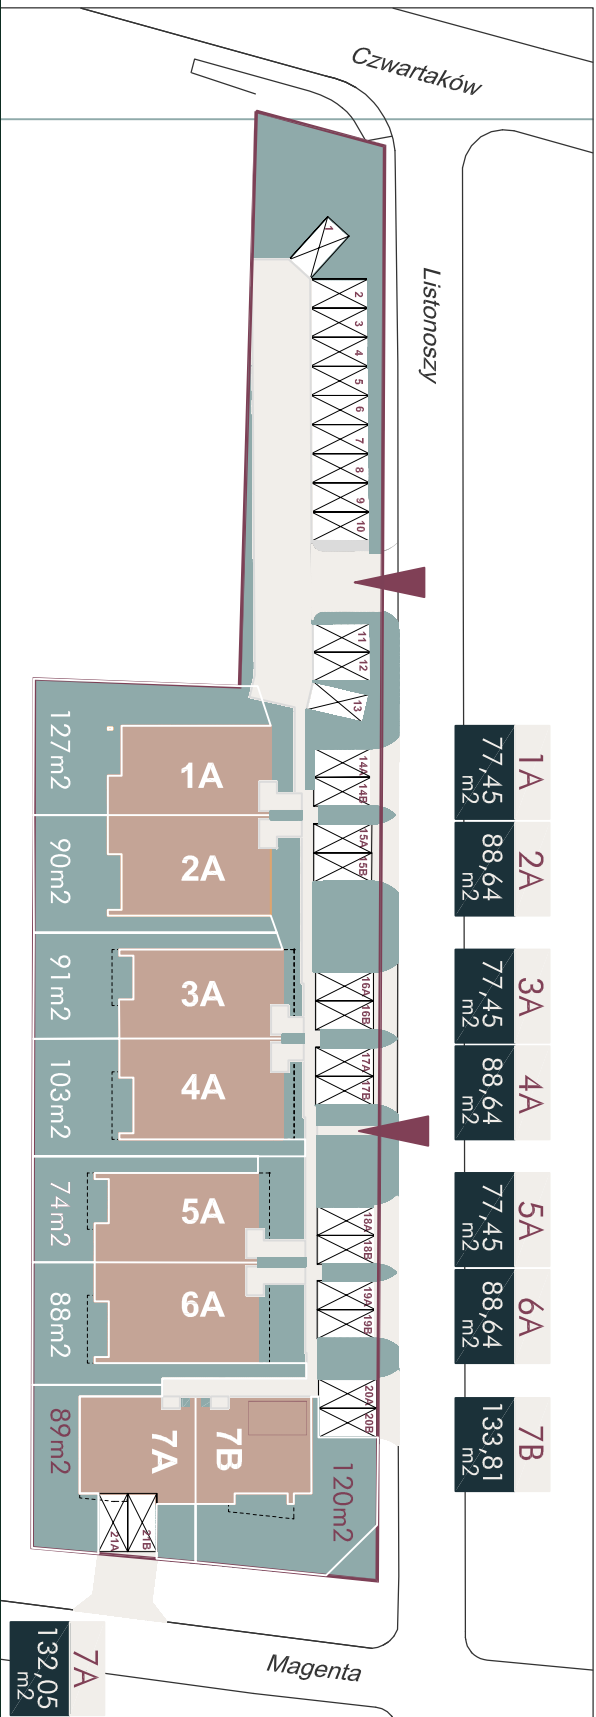 Czwartaków
Listonoszy
1
2
3
4
5
6
7
8
9
10
11
12
13
14A
14B
15A
15B
16A
16B
17A
17B
18A
18B
19A
19B
20A
20B
21A
21B
1A
77,45
m2
2A
88,64
m2
3A
77,45
m2
4A
88,64
m2
5A
77,45
m2
6A
88,64
m2
7B
133,81
m2
7A
132,05
m2
1A
2A
3A
4A
5A
6A
7A
7B
127m2
90m2
91m2
103m2
74m2
88m2
89m2
120m2
Magenta